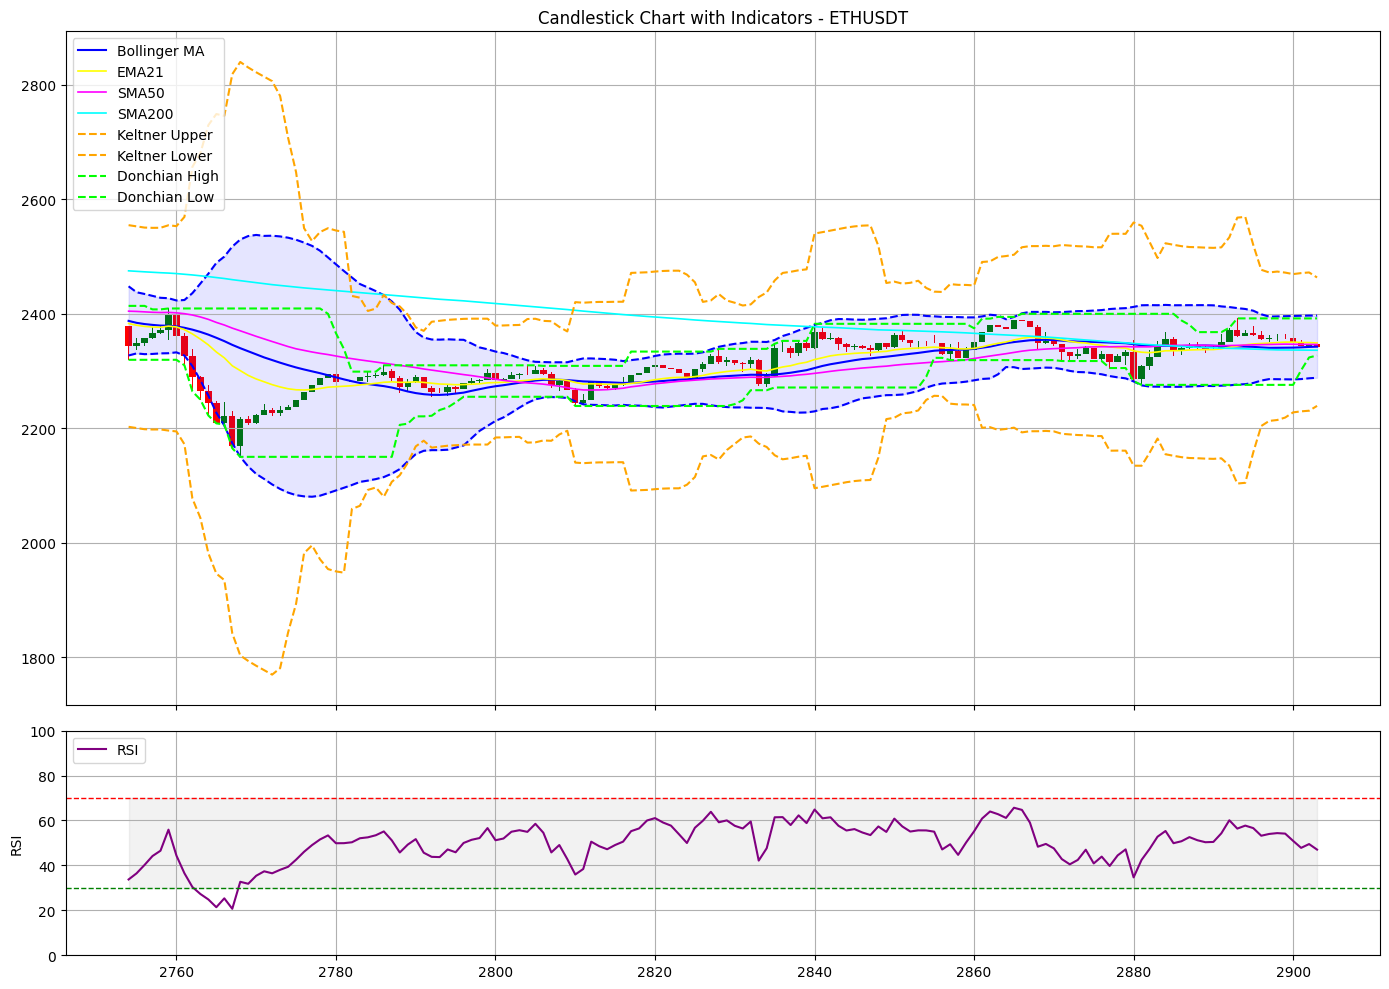 Candlestick Chart with Indicators - ETHUSDT
Bollinger MA
EMA21
SMA50
SMA200
Keltner Upper
Keltner Lower
Donchian High
Donchian Low
2800
2600
2400
2200
2000
1800
RSI
100
80
60
40
20
0
RSI
2760 2780 2800 2820 2840 2860 2880 2900